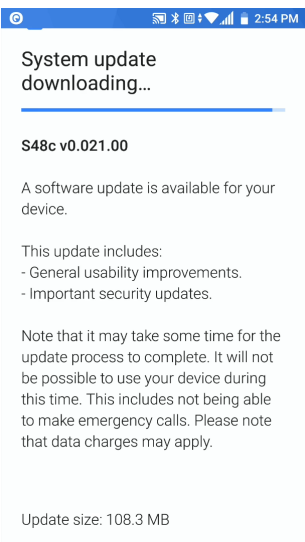 2:54 PM
System update
downloading...
S48c v0.021.00
A software update is available for your
device.
This update includes:
- General usability improvements.
- Important security updates.
Note that it may take some time for the
update process to complete. It will not
be possible to use your device during
this time. This includes not being able
to make emergency calls. Please note
that data charges may apply.
Update size: 108.3 MB